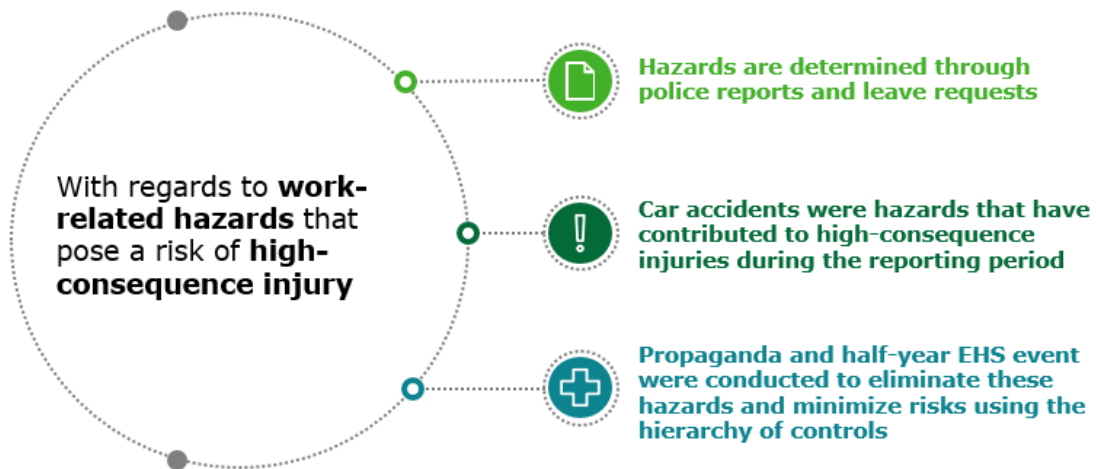 With regards to work-
related hazards that
pose a risk of high-
consequence injury
Hazards are determined through
police reports and leave requests
Car accidents were hazards that have
contributed to high-consequence
injuries during the reporting period
Propaganda and half-year EHS event
were conducted to eliminate these
hazards and minimize risks using the
hierarchy of controls